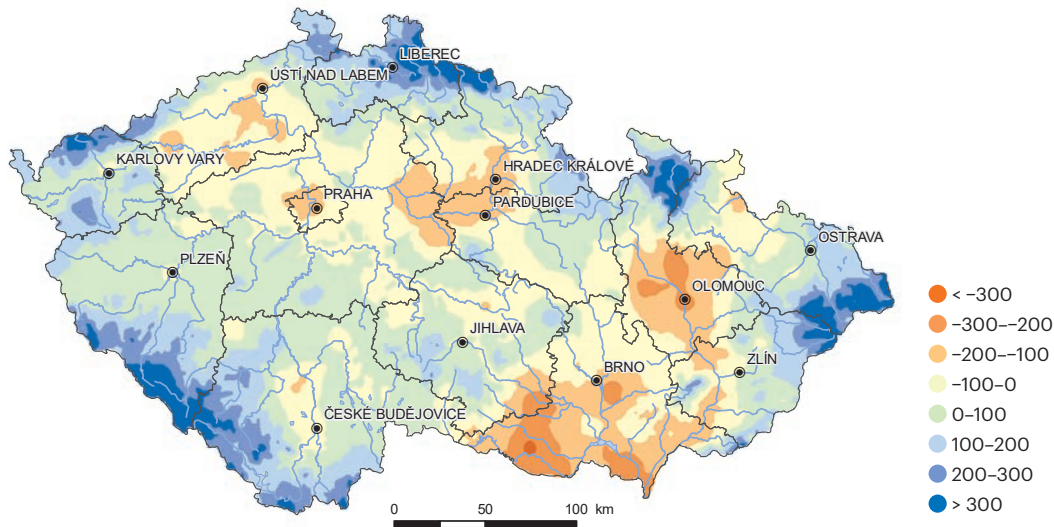 LIBEREC
ÚSTÍ NAD LABEM
KARLOVY VARY
HRADEC KRÁLOVÉ
PRAHA
PARDUBICE
OSTRAVA
PLZEŇ
OLOMOUC
JIHLAVA
BRNO
ZLÍN
ČESKÉ BUDĚJOVICE
< –300
–300–-200
–200–-100
–100–0
0–100
100–200
200–300
> 300
0 50 100 km